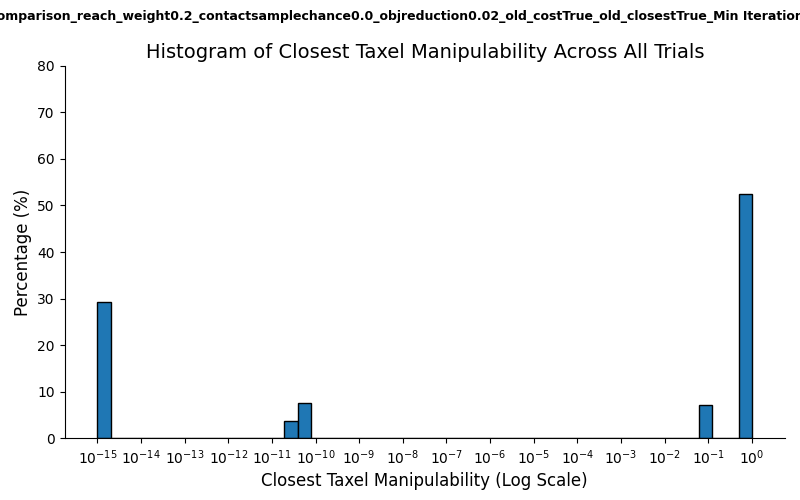 omparison_reach_weight0.2_contactsamplechance0.0_objreduction0.02_old_costTrue_old_closestTrue_Min Iteration
Histogram of Closest Taxel Manipulability Across All Trials
Percentage (%)
80
70
60
50
40
30
20
10
0
10⁻¹⁵ 10⁻¹⁴ 10⁻¹³ 10⁻¹² 10⁻¹¹ 10⁻¹⁰ 10⁻⁹ 10⁻⁸ 10⁻⁷ 10⁻⁶ 10⁻⁵ 10⁻⁴ 10⁻³ 10⁻² 10⁻¹ 10⁰
Closest Taxel Manipulability (Log Scale)